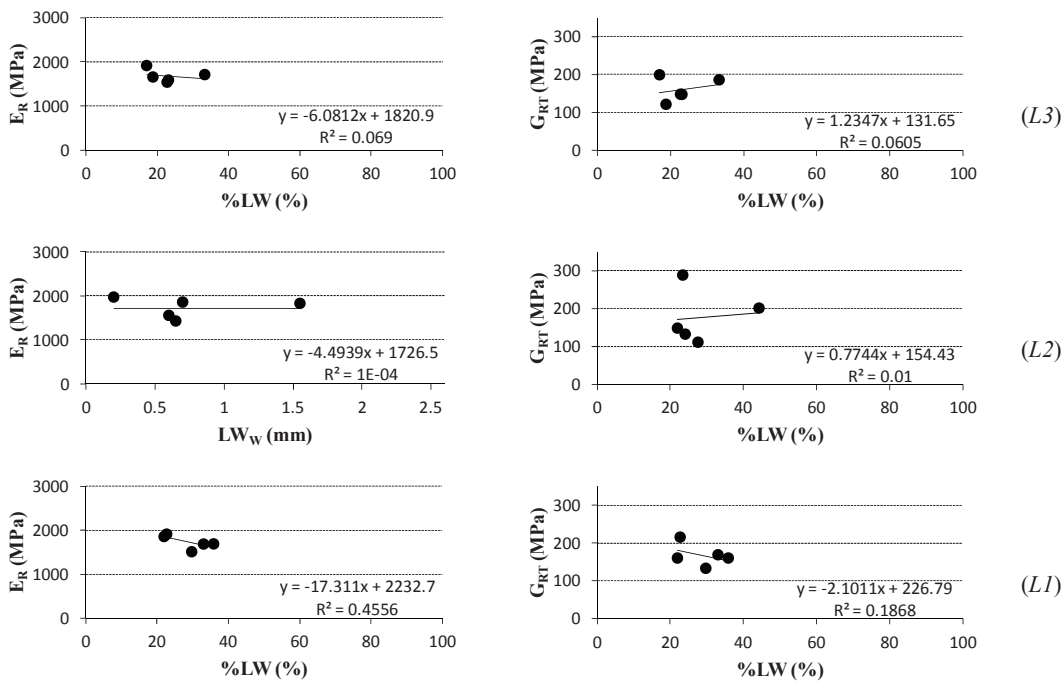 3000
2000
1000
0
E_R (MPa)
y = -6.0812x + 1820.9
R² = 0.069
0 20 40 60 80 100
%LW (%)
300
200
100
0
G_RT (MPa)
y = 1.2347x + 131.65
R² = 0.0605
0 20 40 60 80 100
%LW (%)
(L3)
3000
2000
1000
0
E_R (MPa)
y = -4.4939x + 1726.5
R² = 1E-04
0 0.5 1 1.5 2 2.5
LW_W (mm)
300
200
100
0
G_RT (MPa)
y = 0.7744x + 154.43
R² = 0.01
0 20 40 60 80 100
%LW (%)
(L2)
3000
2000
1000
0
E_R (MPa)
y = -17.311x + 2232.7
R² = 0.4556
0 20 40 60 80 100
%LW (%)
300
200
100
0
G_RT (MPa)
y = -2.1011x + 226.79
R² = 0.1868
0 20 40 60 80 100
%LW (%)
(L1)